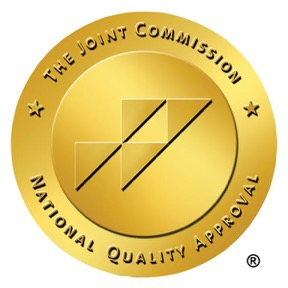 The Joint Commission
National Quality Approval
®